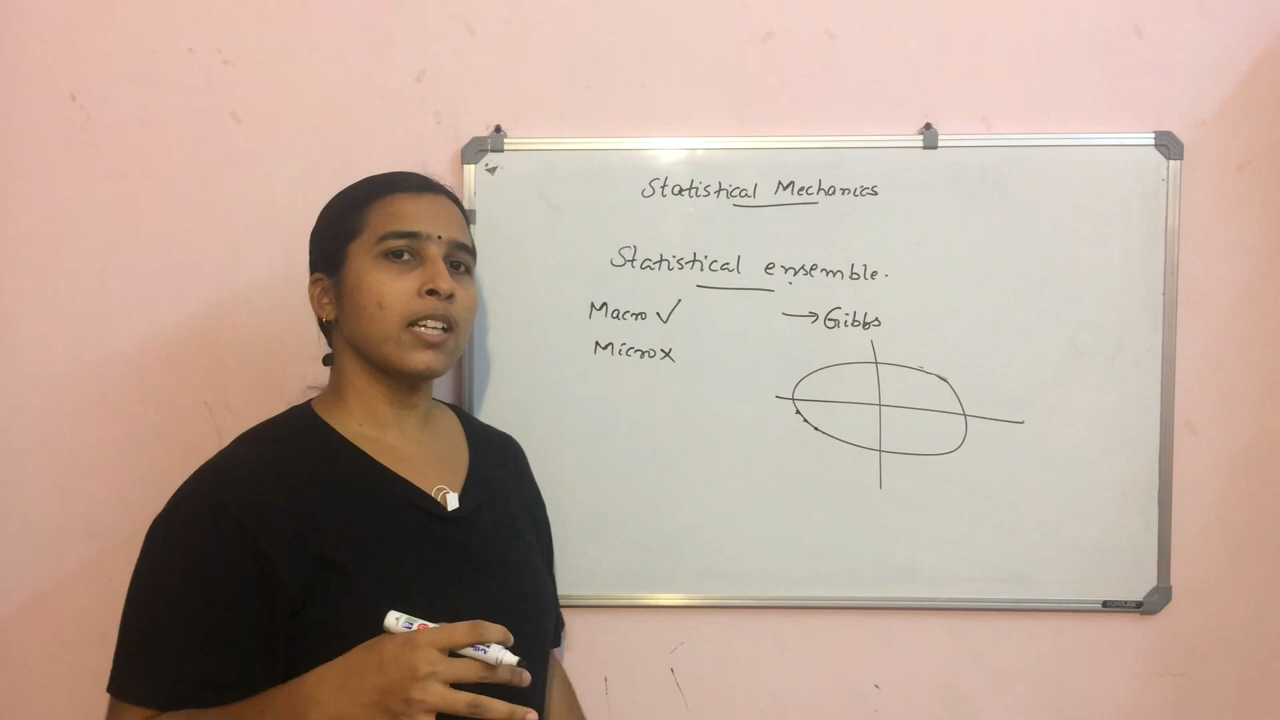 Statistical Mechanics
Statistical ensemble.
Macro ✓
→ Gibbs
Micro x